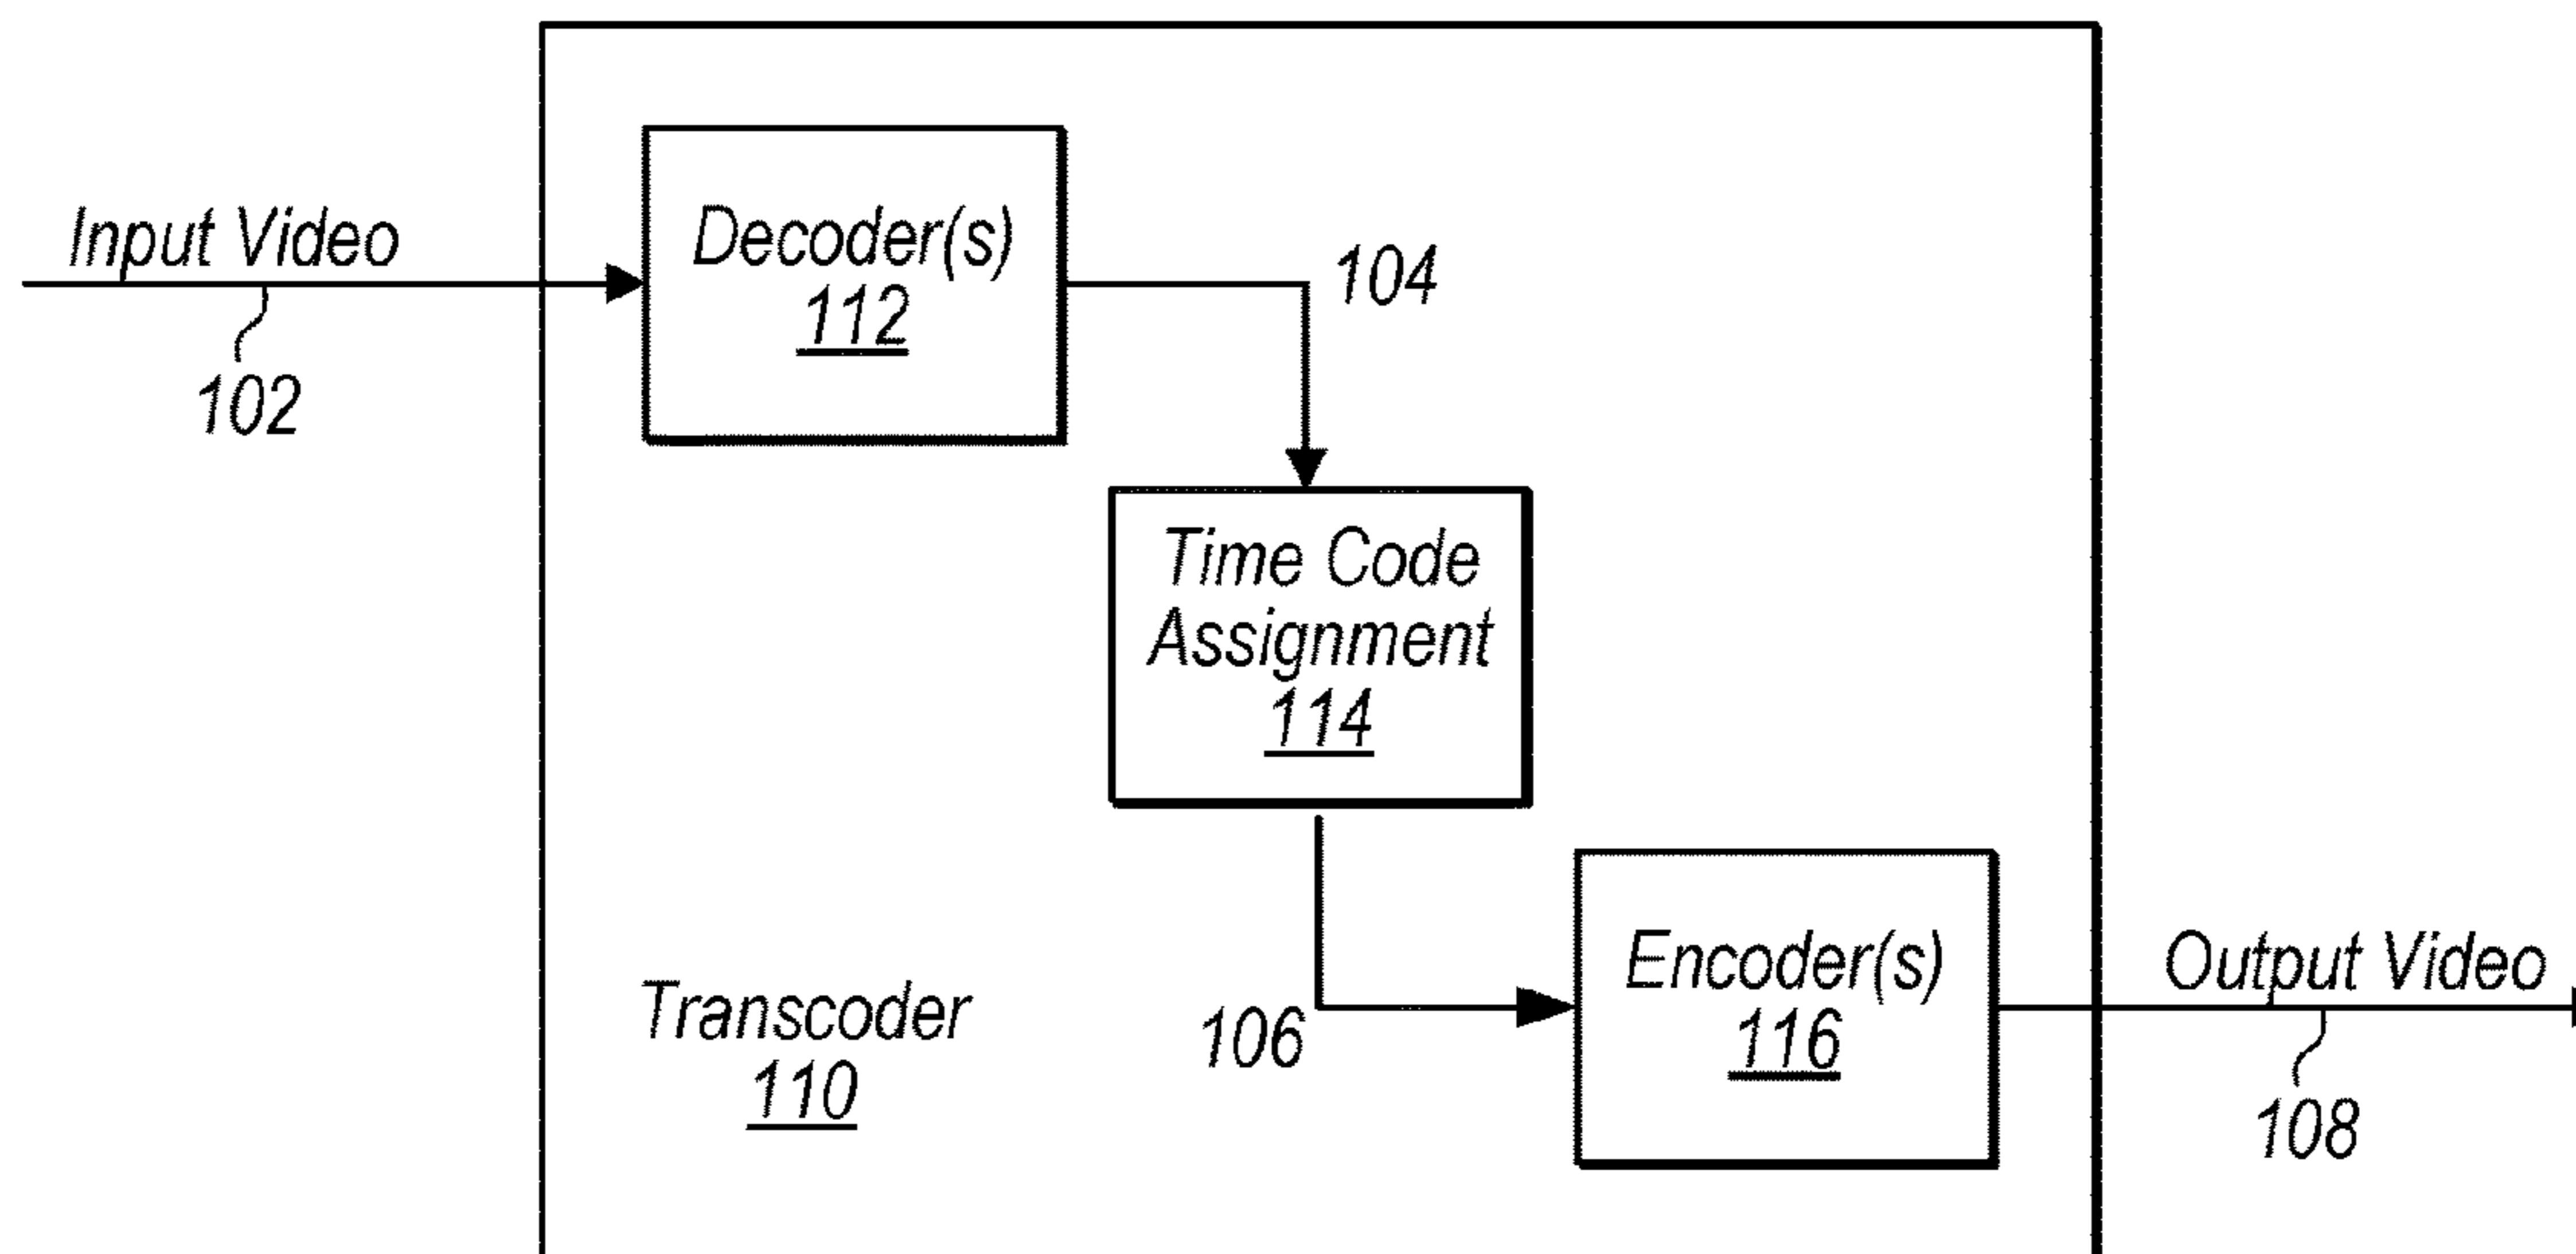 Input Video
102
Decoder(s)
112
104
Time Code
Assignment
114
106
Encoder(s)
116
Output Video
108
Transcoder
110